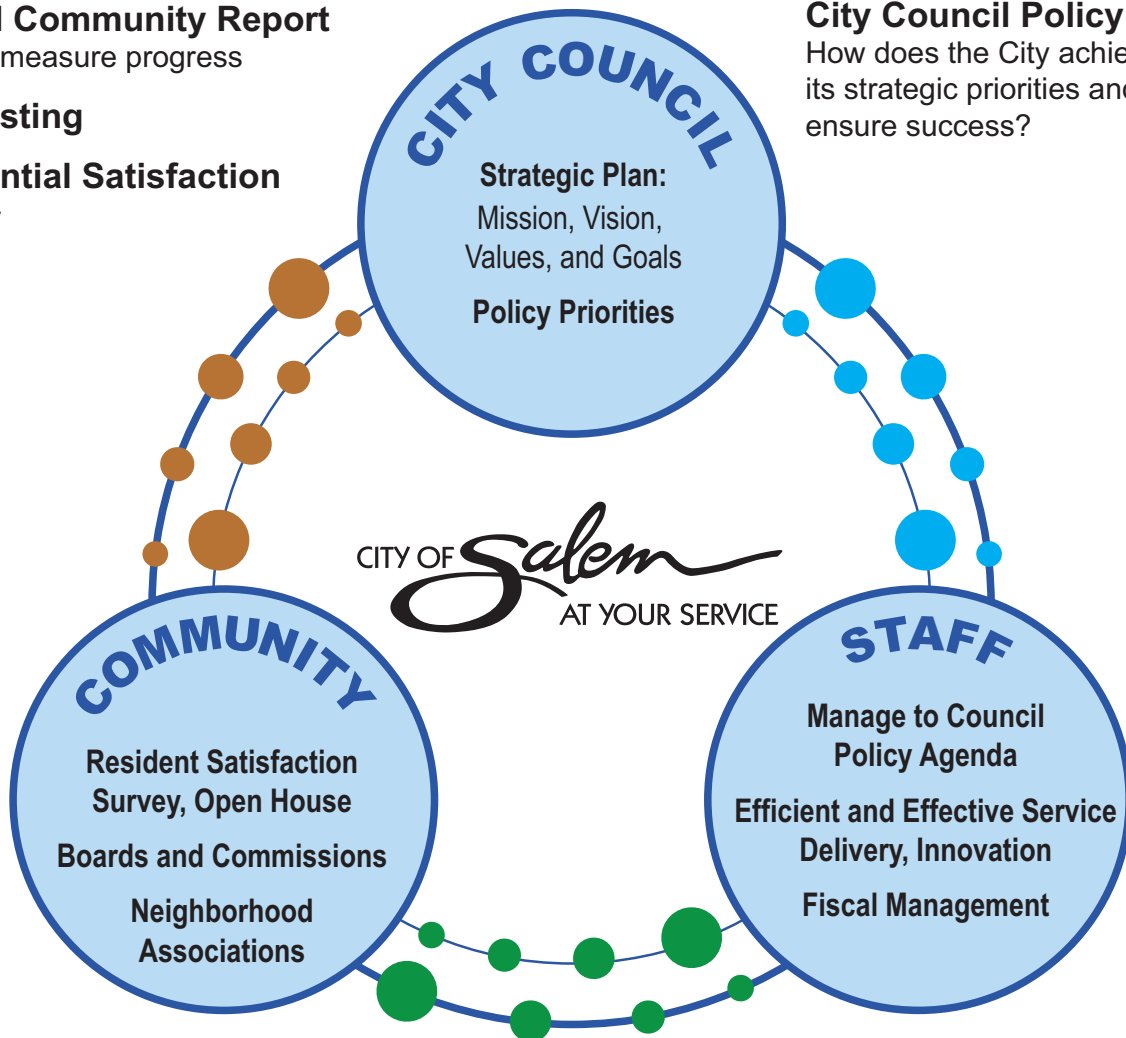 Community Report
measure progress
sting
ntial Satisfaction
City Council Policy
How does the City achie
its strategic priorities and
ensure success?
CITY COUNCIL
Strategic Plan:
Mission, Vision,
Values, and Goals
Policy Priorities
CITY OF Salem
AT YOUR SERVICE
COMMUNITY
Resident Satisfaction
Survey, Open House
Boards and Commissions
Neighborhood
Associations
STAFF
Manage to Council
Policy Agenda
Efficient and Effective Service
Delivery, Innovation
Fiscal Management